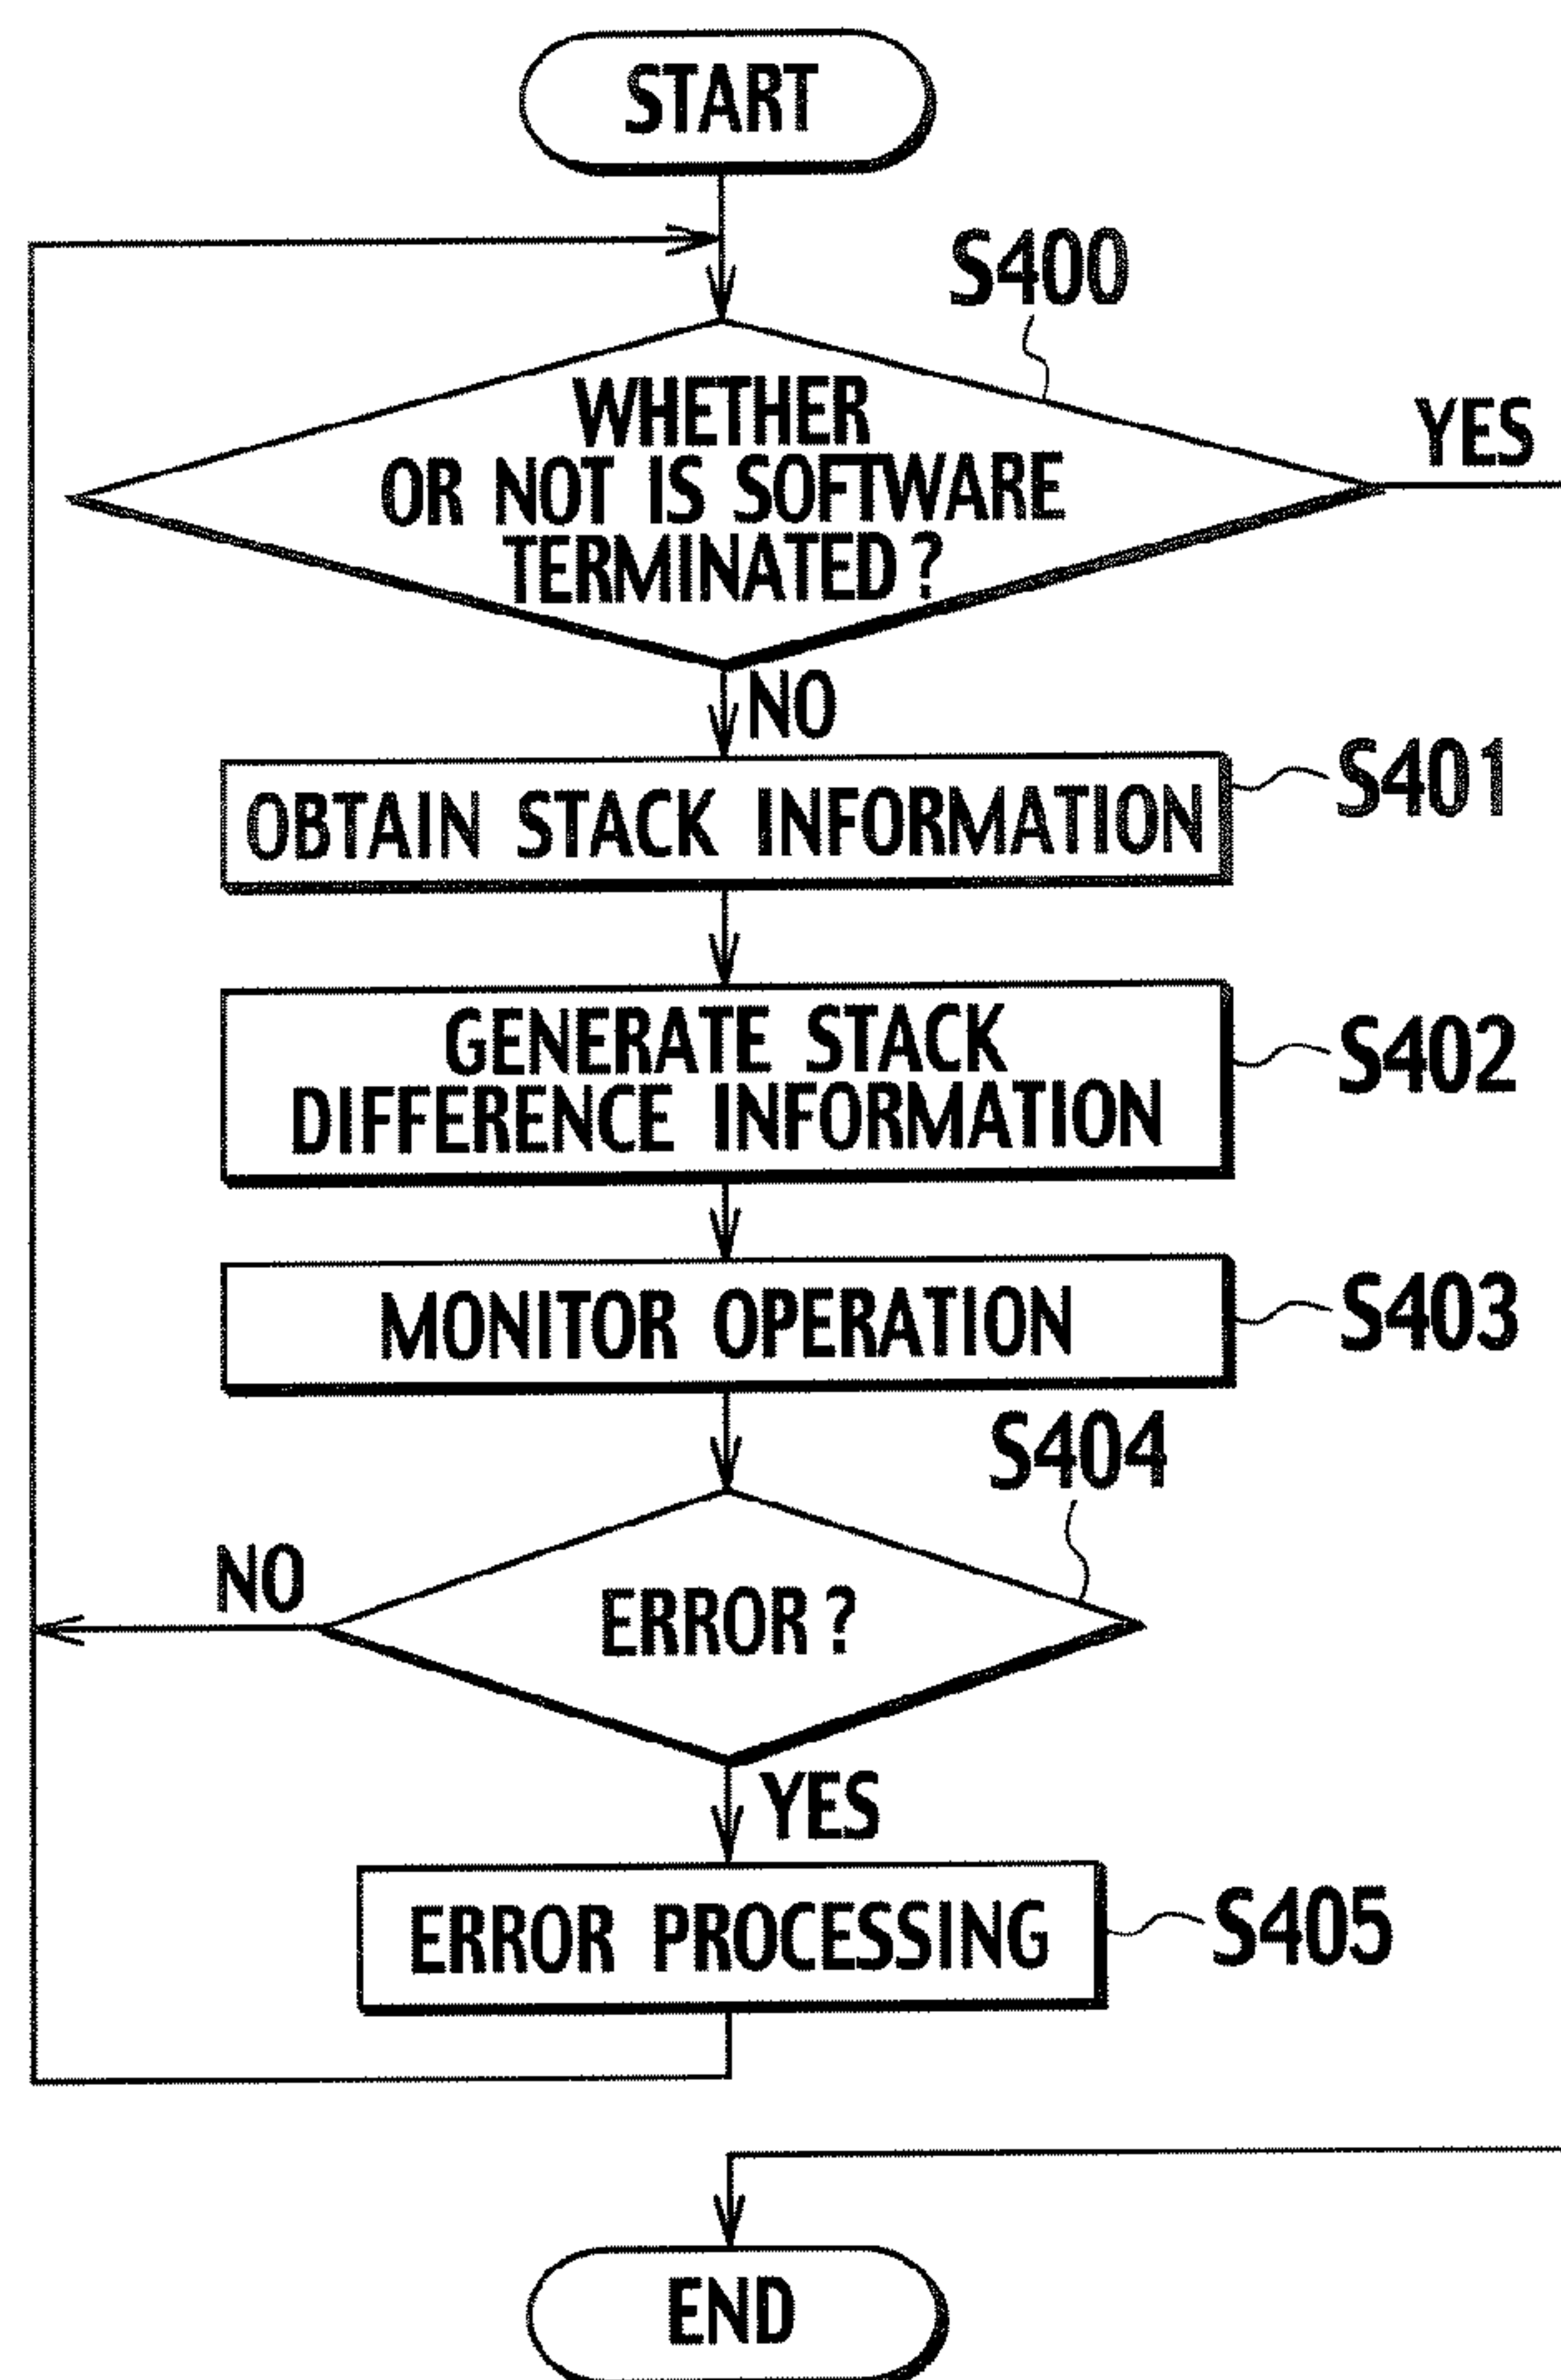 START
S400
WHETHER
OR NOT IS SOFTWARE
TERMINATED?
YES
NO
OBTAIN STACK INFORMATION
S401
GENERATE STACK
DIFFERENCE INFORMATION
S402
MONITOR OPERATION
S403
S404
NO
ERROR?
YES
ERROR PROCESSING
S405
END